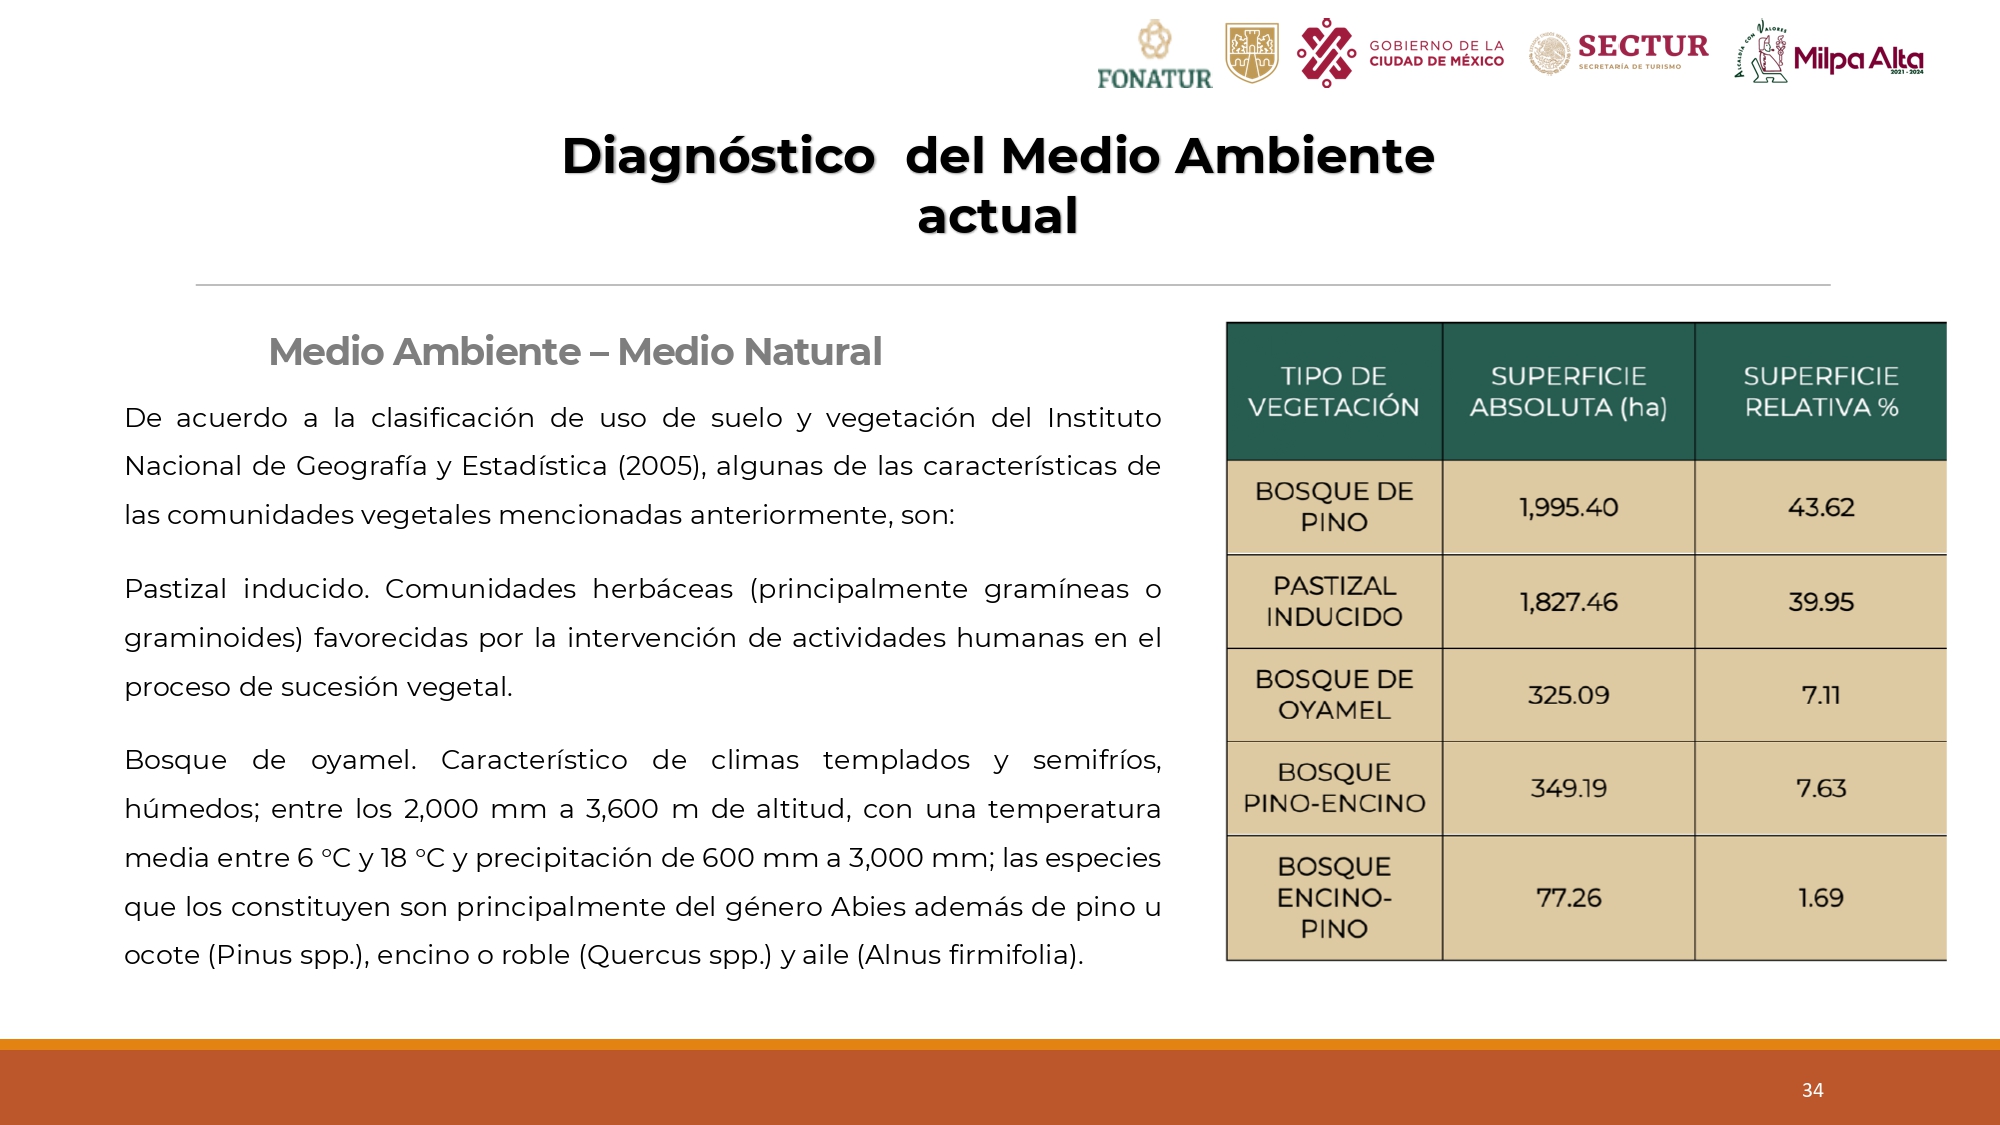 FONATUR
GOBIERNO DE LA
CIUDAD DE MÉXICO
SECTUR
SECRETARÍA DE TURISMO
ALCALDÍA CON VALORES
Milpa Alta
2021 - 2024
Diagnóstico  del Medio Ambiente
actual
Medio Ambiente – Medio Natural
De acuerdo a la clasificación de uso de suelo y vegetación del Instituto
Nacional de Geografía y Estadística (2005), algunas de las características de
las comunidades vegetales mencionadas anteriormente, son:
Pastizal inducido. Comunidades herbáceas (principalmente gramíneas o
graminoides) favorecidas por la intervención de actividades humanas en el
proceso de sucesión vegetal.
Bosque de oyamel. Característico de climas templados y semifríos,
húmedos; entre los 2,000 mm a 3,600 m de altitud, con una temperatura
media entre 6 °C y 18 °C y precipitación de 600 mm a 3,000 mm; las especies
que los constituyen son principalmente del género Abies además de pino u
ocote (Pinus spp.), encino o roble (Quercus spp.) y aile (Alnus firmifolia).
TIPO DE
VEGETACIÓN
SUPERFICIE
ABSOLUTA (ha)
SUPERFICIE
RELATIVA %
BOSQUE DE
PINO
1,995.40
43.62
PASTIZAL
INDUCIDO
1,827.46
39.95
BOSQUE DE
OYAMEL
325.09
7.11
BOSQUE
PINO-ENCINO
349.19
7.63
BOSQUE
ENCINO-
PINO
77.26
1.69
34